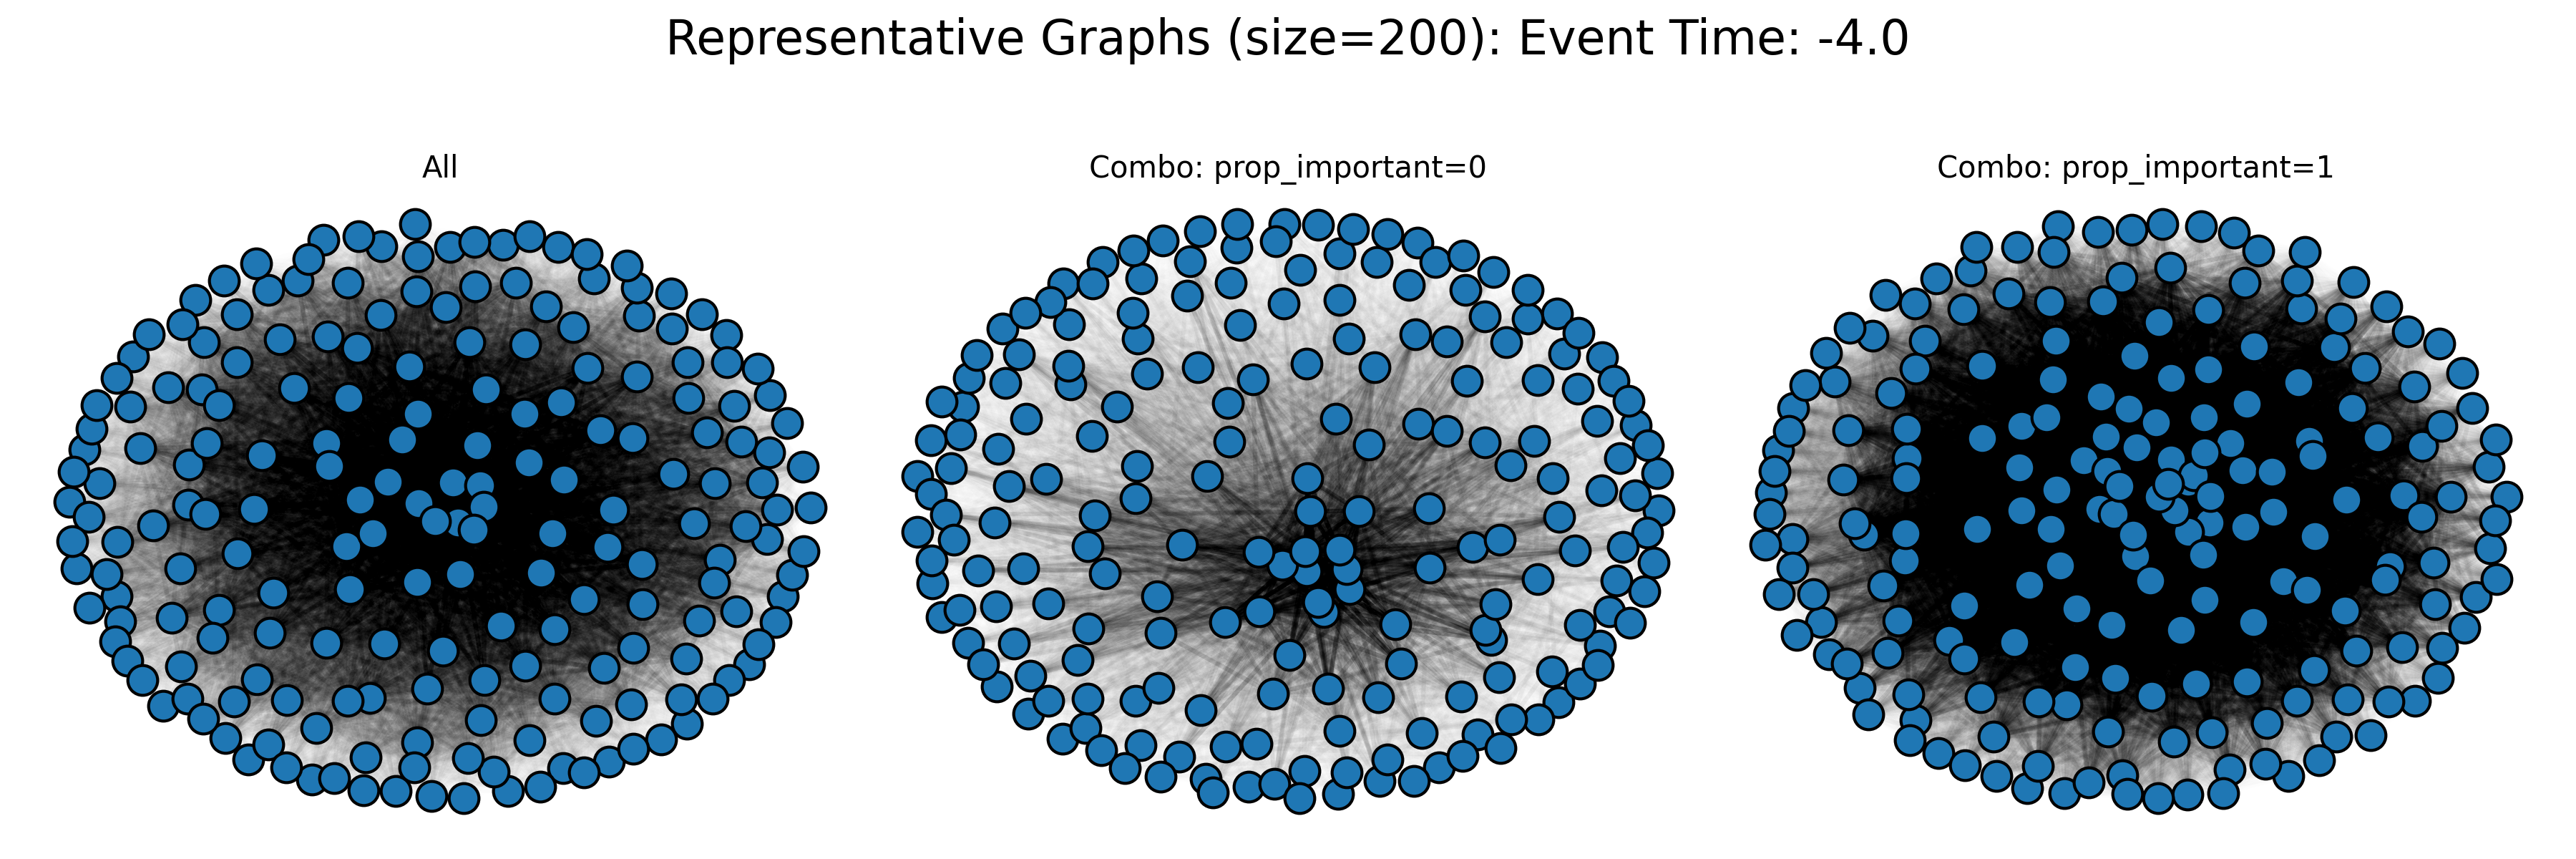 Representative Graphs (size=200): Event Time: -4.0
All
Combo: prop_important=0
Combo: prop_important=1